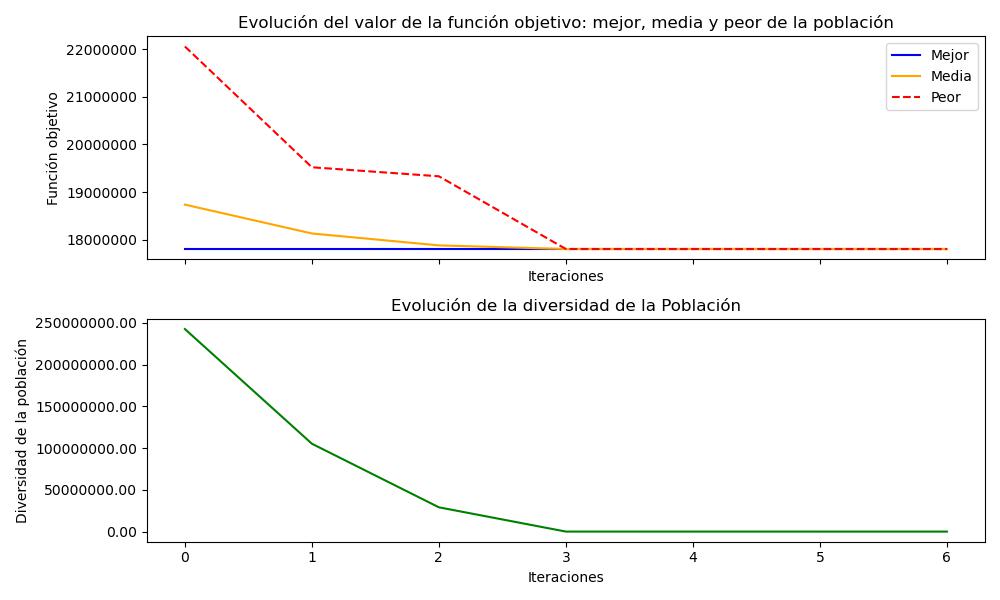 Evolución del valor de la función objetivo: mejor, media y peor de la población
Función objetivo
22000000
21000000
20000000
19000000
18000000
Mejor
Media
Peor
Iteraciones
Evolución de la diversidad de la Población
Diversidad de la población
250000000.00
200000000.00
150000000.00
100000000.00
50000000.00
0.00
0 1 2 3 4 5 6
Iteraciones